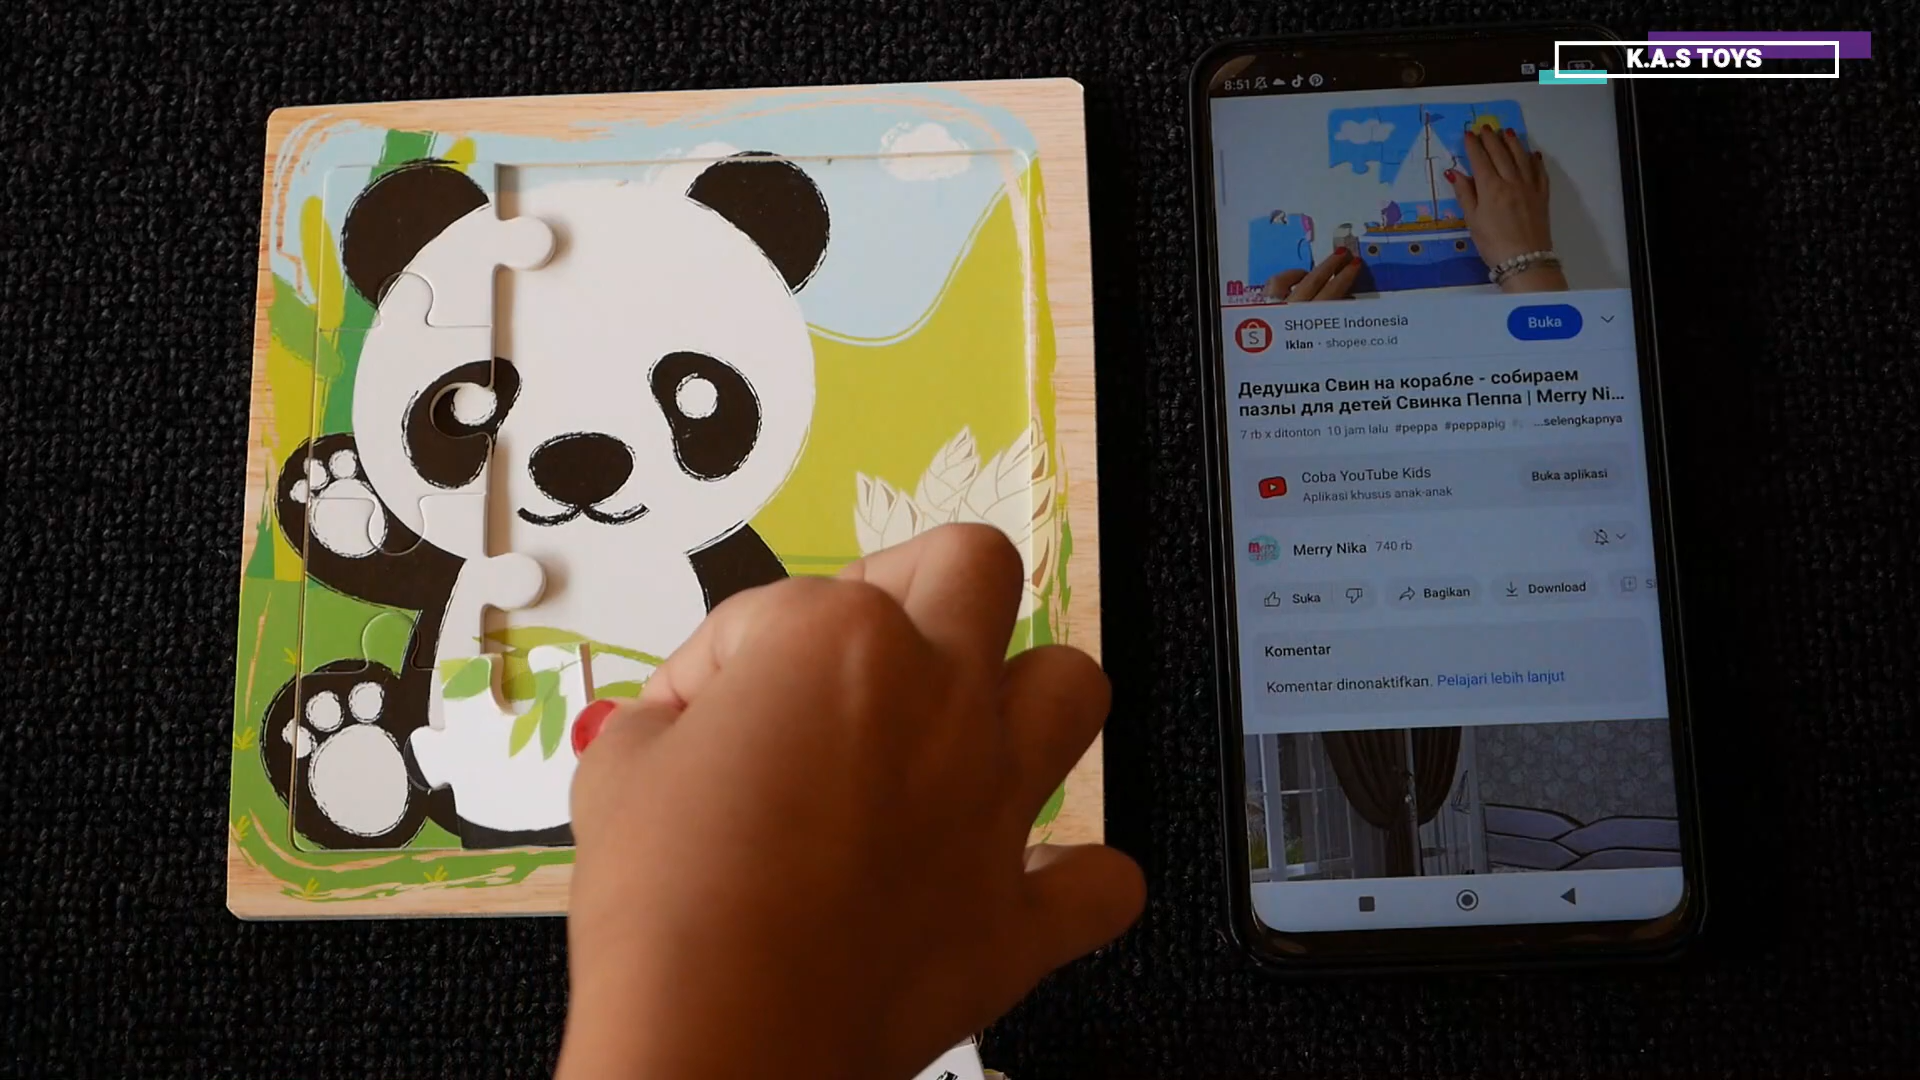 K.A.S TOYS
8:51
SHOPEE Indonesia
Iklan · shopee.co.id
Buka
Дедушка Свин на корабле - собираем
пазлы для детей Свинка Пеппа | Merry Ni...
7 rb x ditonton 10 jam lalu #peppa #peppapig ...selengkapnya
Coba YouTube Kids
Aplikasi khusus anak-anak
Buka aplikasi
Merry Nika 740 rb
Suka
Bagikan
Download
Komentar
Komentar dinonaktifkan. Pelajari lebih lanjut